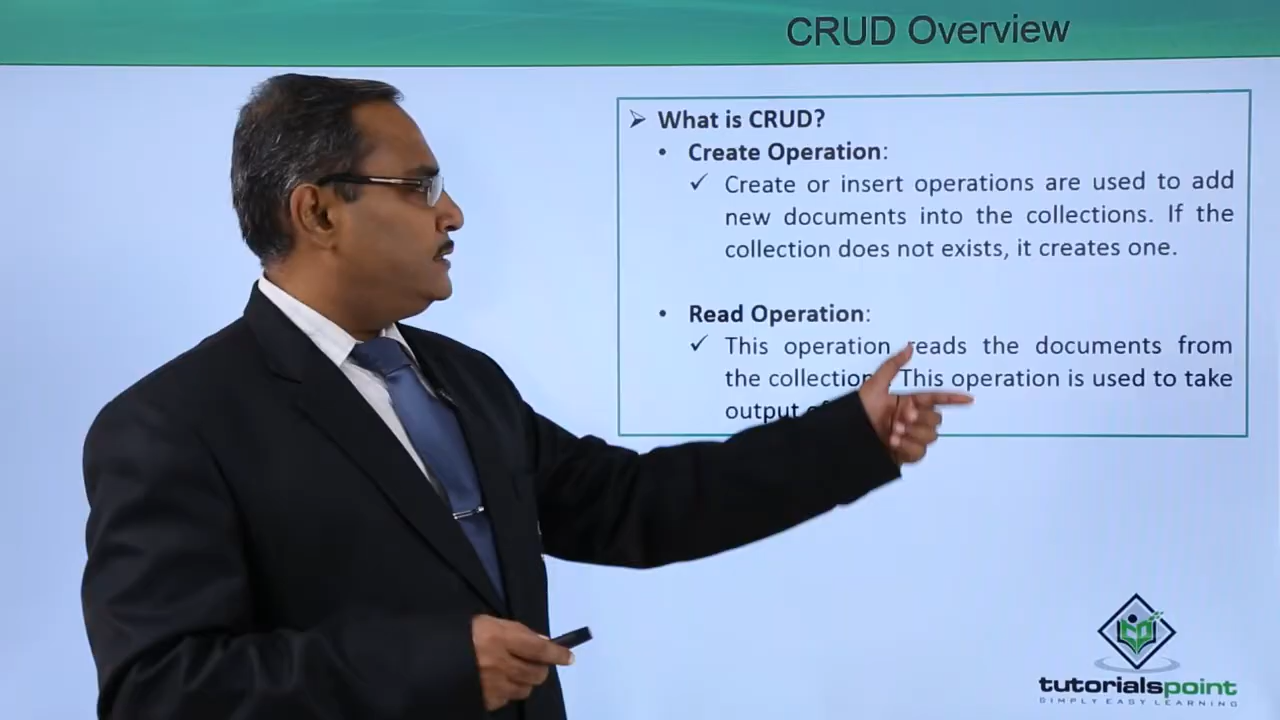 CRUD Overview
➢ What is CRUD?
• Create Operation:
✓ Create or insert operations are used to add
new documents into the collections. If the
collection does not exists, it creates one.
• Read Operation:
✓ This operation reads the documents from
the collection. This operation is used to take
output
tutorialspoint
SIMPLY EASY LEARNING